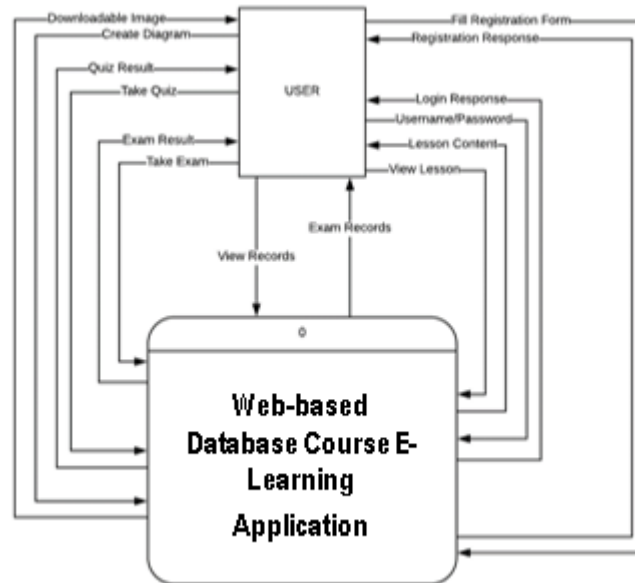 Downloadable Image
Create Diagram
Quiz Result
Take Quiz
Exam Result
Take Exam
USER
Fill Registration Form
Registration Response
Login Response
Username/Password
Lesson Content
View Lesson
Exam Records
View Records
0
Web-based
Database Course E-
Learning
Application